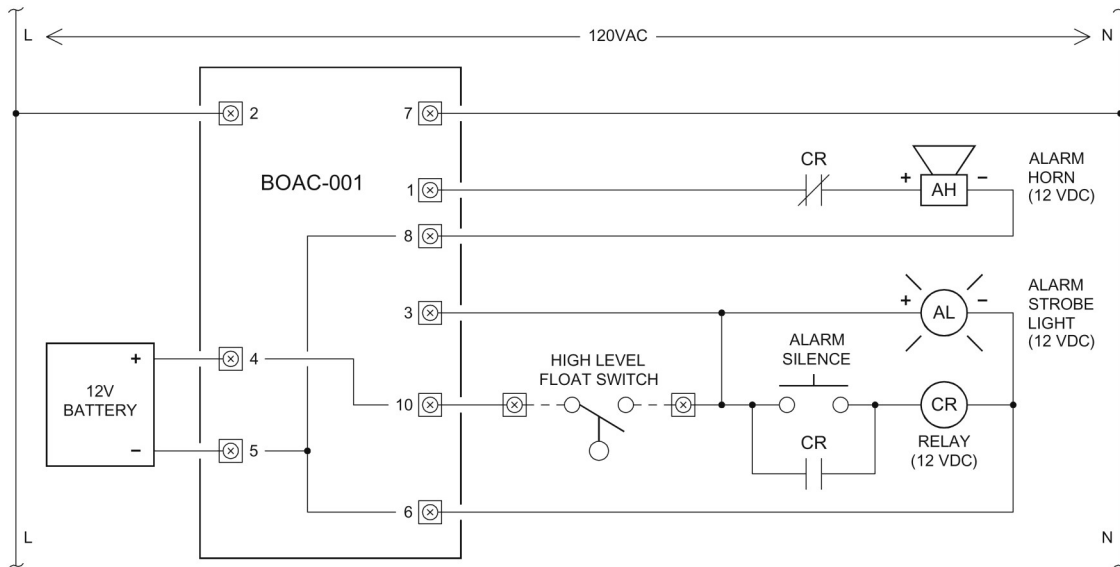 L
120VAC
N
2
7
BOAC-001
1
CR
+ AH −
ALARM
HORN
(12 VDC)
8
3
+ AL −
ALARM
STROBE
LIGHT
(12 VDC)
ALARM
SILENCE
12V
BATTERY
+
−
4
HIGH LEVEL
FLOAT SWITCH
10
CR
RELAY
(12 VDC)
CR
5
6
L
N